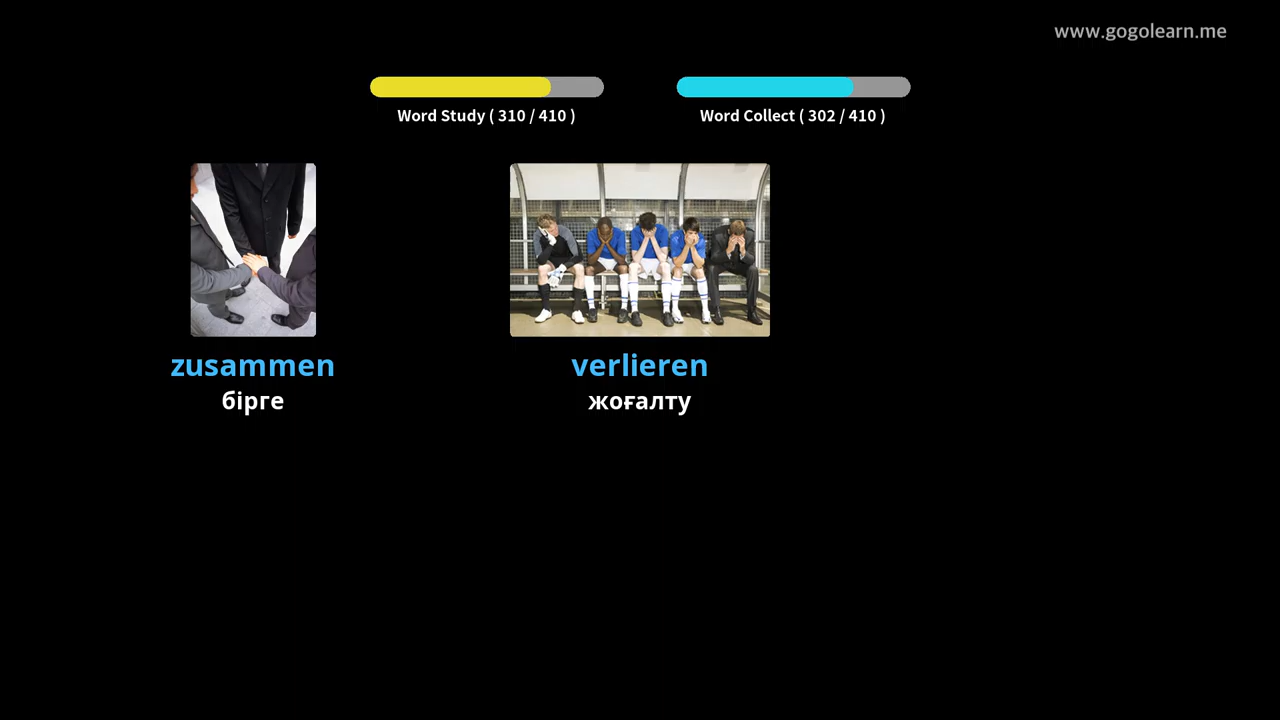 www.gogolearn.me
Word Study ( 310 / 410 )
Word Collect ( 302 / 410 )
zusammen
бірге
verlieren
жоғалту